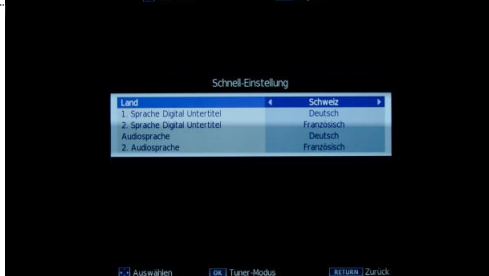 Schnell-Einstellung
Land Schweiz
1. Sprache Digital Untertitel Deutsch
2. Sprache Digital Untertitel Französisch
Audiosprache Deutsch
2. Audiosprache Französisch
Auswählen OK Tuner-Modus RETURN Zurück